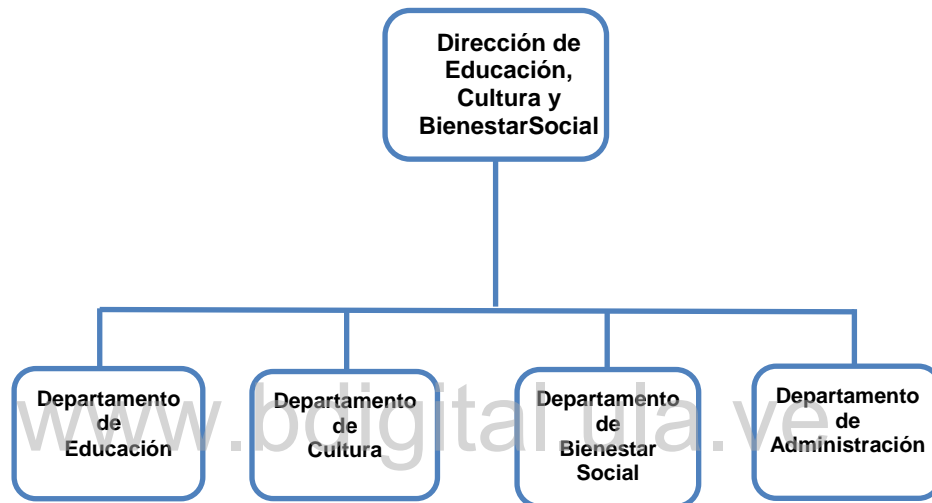 Dirección de
Educación,
Cultura y
BienestarSocial
Departamento
de
Educación
Departamento
de
Cultura
Departamento
de
Bienestar
Social
Departamento
de
Administración
www.bdigital.ula.ve